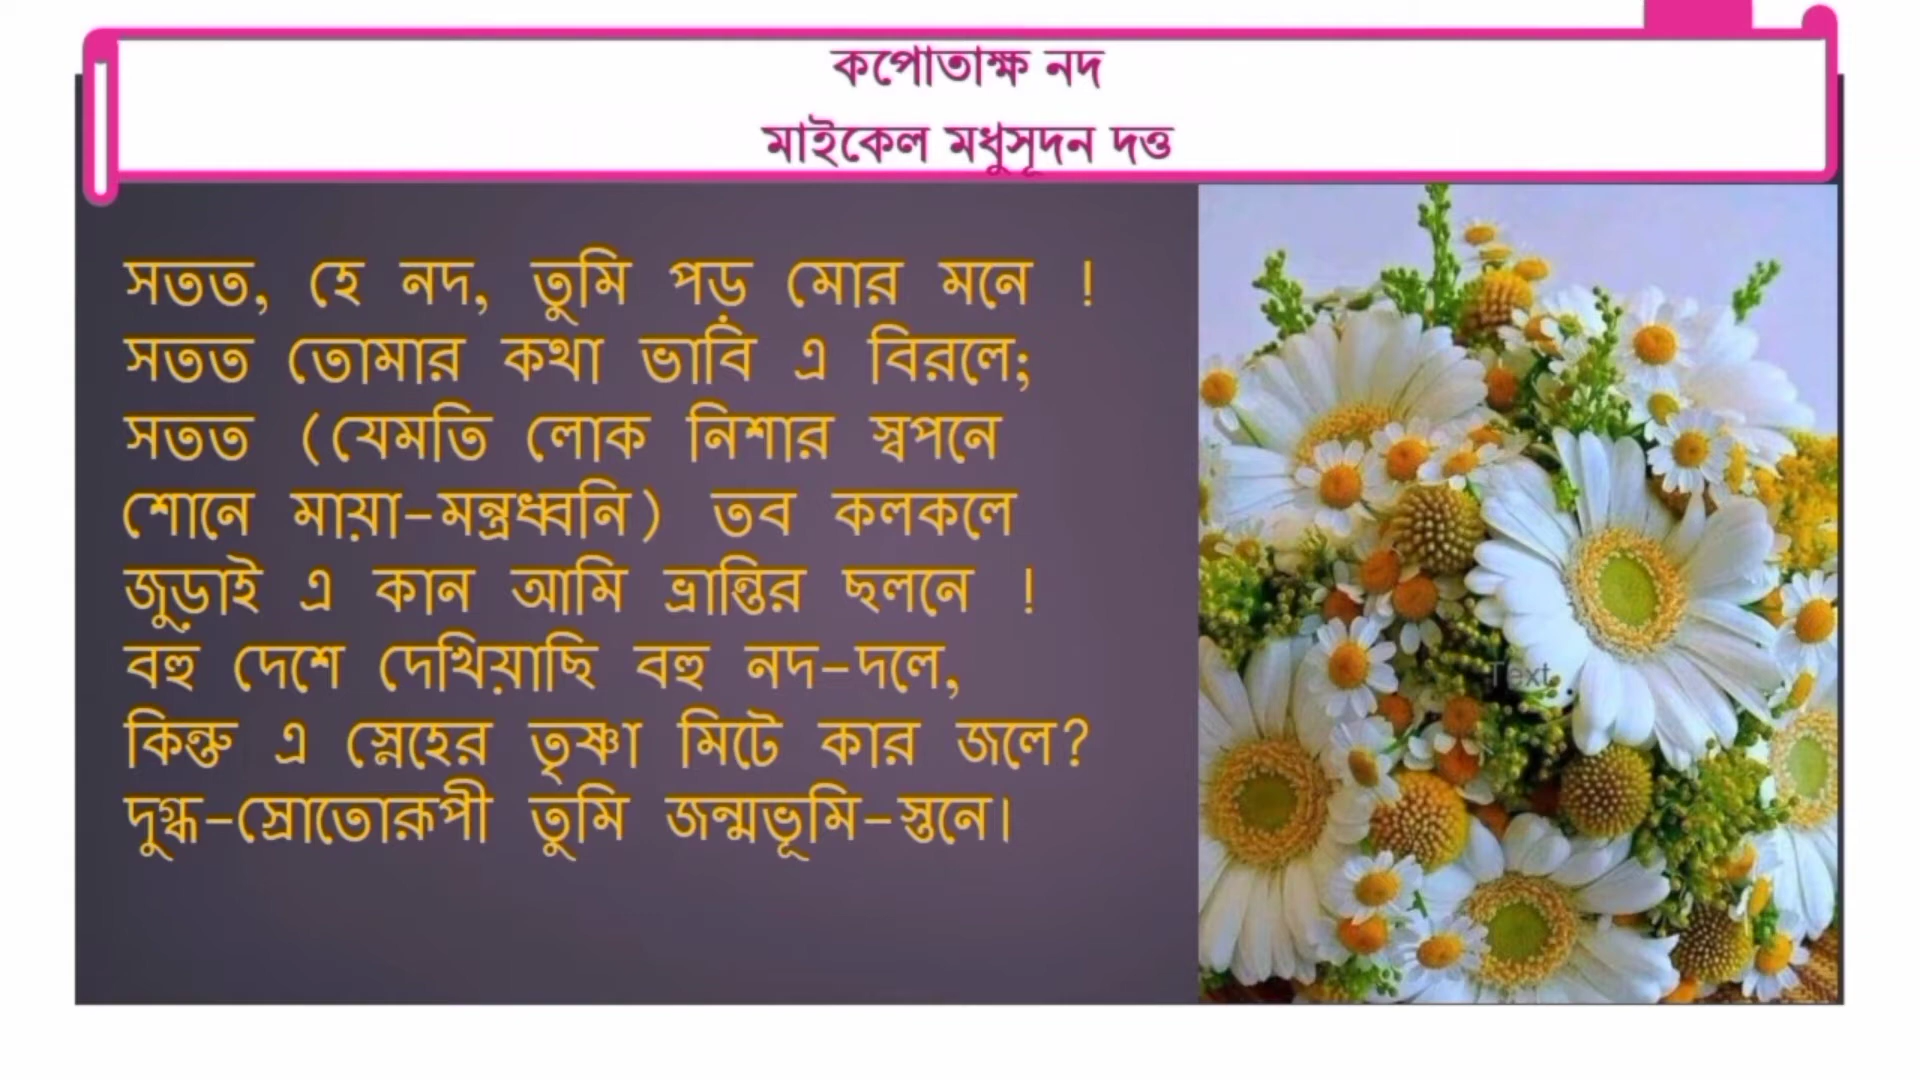 কপোতাক্ষ নদ
মাইকেল মধুসূদন দত্ত
সতত, হে নদ, তুমি পড় মোর মনে !
সতত তোমার কথা ভাবি এ বিরলে;
সতত (যেমতি লোক নিশার স্বপনে
শোনে মায়া-মন্ত্রধ্বনি) তব কলকলে
জুড়াই এ কান আমি ভ্রান্তির ছলনে !
বহু দেশে দেখিয়াছি বহু নদ-দলে,
কিন্তু এ স্নেহের তৃষ্ণা মিটে কার জলে?
দুগ্ধ-স্রোতোরূপী তুমি জন্মভূমি-স্তনে।
Text